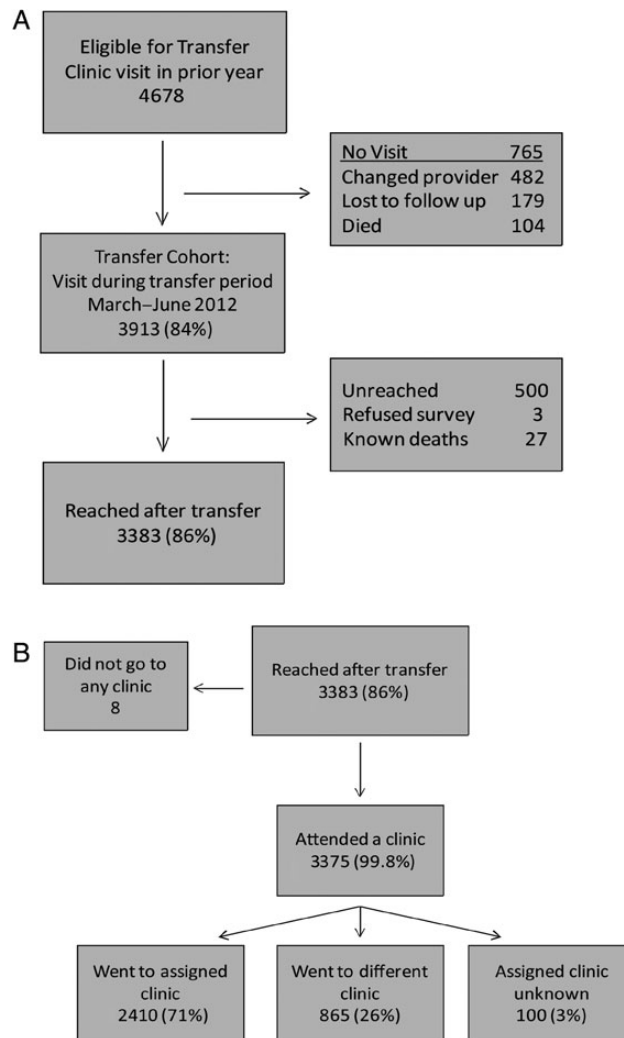 A
Eligible for Transfer
Clinic visit in prior year
4678
No Visit 765
Changed provider 482
Lost to follow up 179
Died 104
Transfer Cohort:
Visit during transfer period
March–June 2012
3913 (84%)
Unreached 500
Refused survey 3
Known deaths 27
Reached after transfer
3383 (86%)
B
Did not go to
any clinic
8
Reached after transfer
3383 (86%)
Attended a clinic
3375 (99.8%)
Went to assigned
clinic
2410 (71%)
Went to different
clinic
865 (26%)
Assigned clinic
unknown
100 (3%)